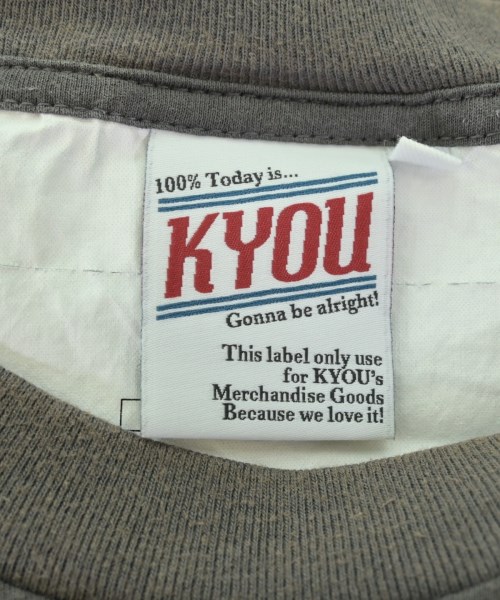 100% Today is...
KYOU
Gonna be alright!
This label only use
for KYOU's
Merchandise Goods
Because we love it!